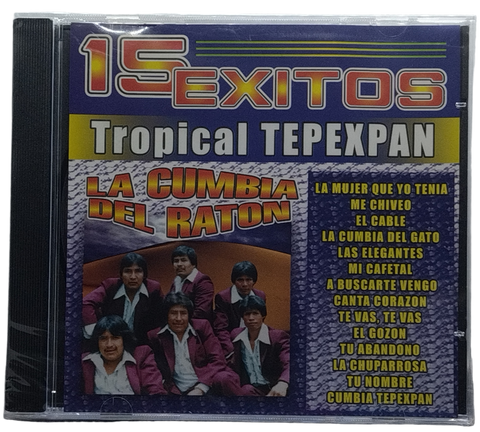 15 EXITOS
Tropical TEPEXPAN
LA CUMBIA
DEL RATON
LA MUJER QUE YO TENIA
ME CHIVEO
EL CABLE
LA CUMBIA DEL GATO
LAS ELEGANTES
MI CAFETAL
A BUSCARTE VENGO
CANTA CORAZON
TE VAS, TE VAS
EL GOZON
TU ABANDONO
LA CHUPARROSA
TU NOMBRE
CUMBIA TEPEXPAN